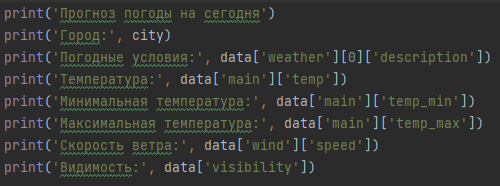 print('Прогноз погоды на сегодня')
print('Город:', city)
print('Погодные условия:', data['weather'][0]['description'])
print('Температура:', data['main']['temp'])
print('Минимальная температура:', data['main']['temp_min'])
print('Максимальная температура:', data['main']['temp_max'])
print('Скорость ветра:', data['wind']['speed'])
print('Видимость:', data['visibility'])